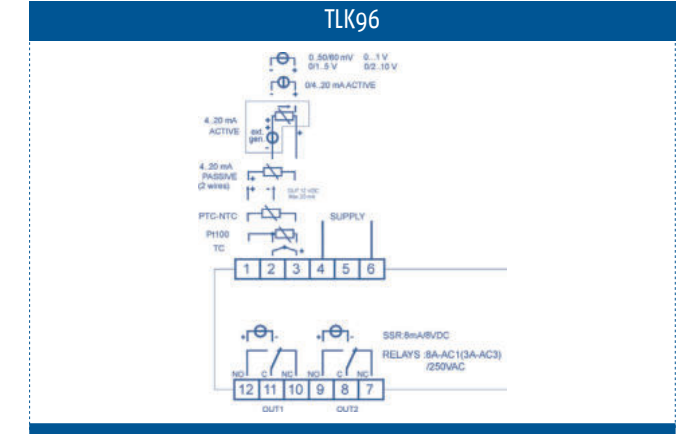 TLK96
0..50/60 mV 0...1 V
0/1..5 V 0/2..10 V
0/4..20 mA ACTIVE
4..20 mA
ACTIVE
ext.
gen.
4..20 mA
PASSIVE
(2 wires)
OUT 12 VDC
Max 20 mA
PTC-NTC
SUPPLY
Pt100
TC
1 2 3 4 5 6
SSR:8mA/8VDC
RELAYS :8A-AC1(3A-AC3)
/250VAC
NO C NC NO C NC
12 11 10 9 8 7
OUT1 OUT2